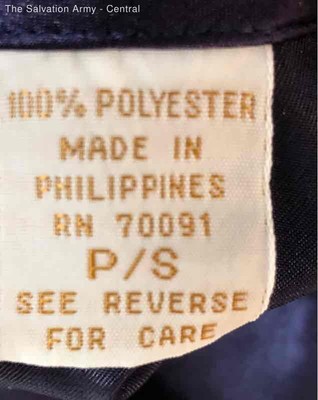 The Salvation Army - Central
100% POLYESTER
MADE IN
PHILIPPINES
RN 70091
P/S
SEE REVERSE
FOR CARE